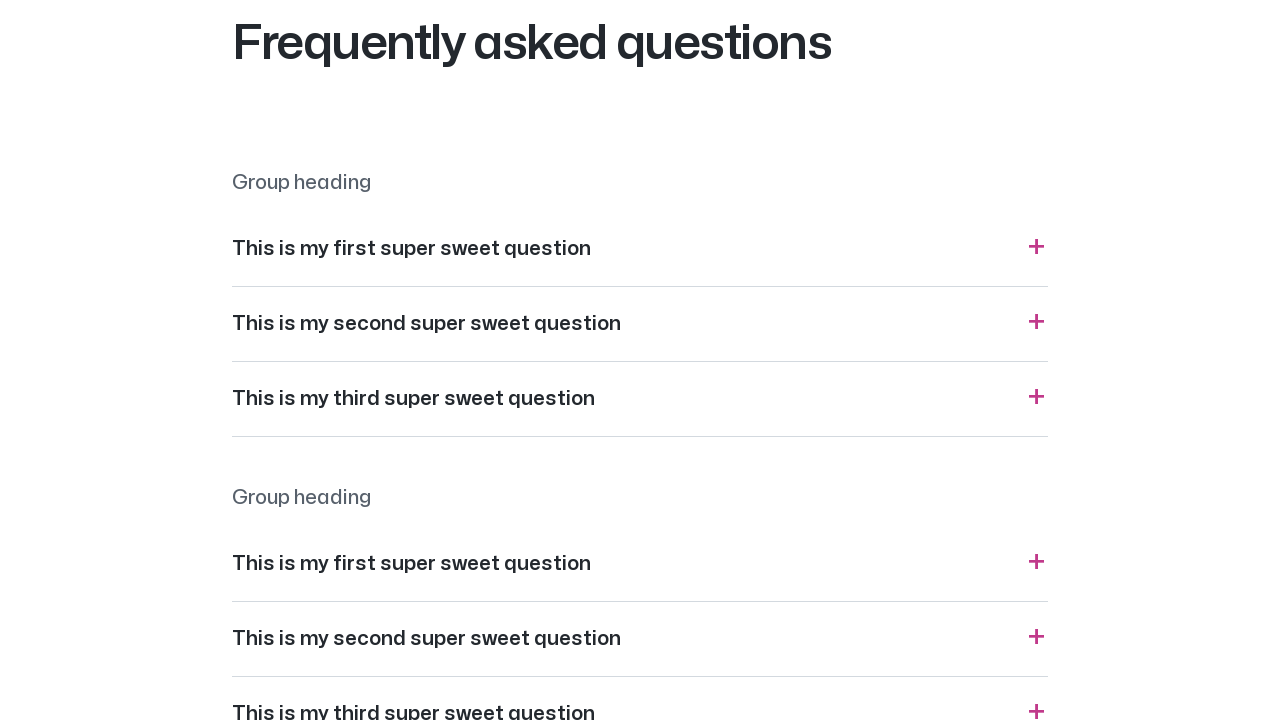 Frequently asked questions
Group heading
This is my first super sweet question
This is my second super sweet question
This is my third super sweet question
Group heading
This is my first super sweet question
This is my second super sweet question
This is my third super sweet question